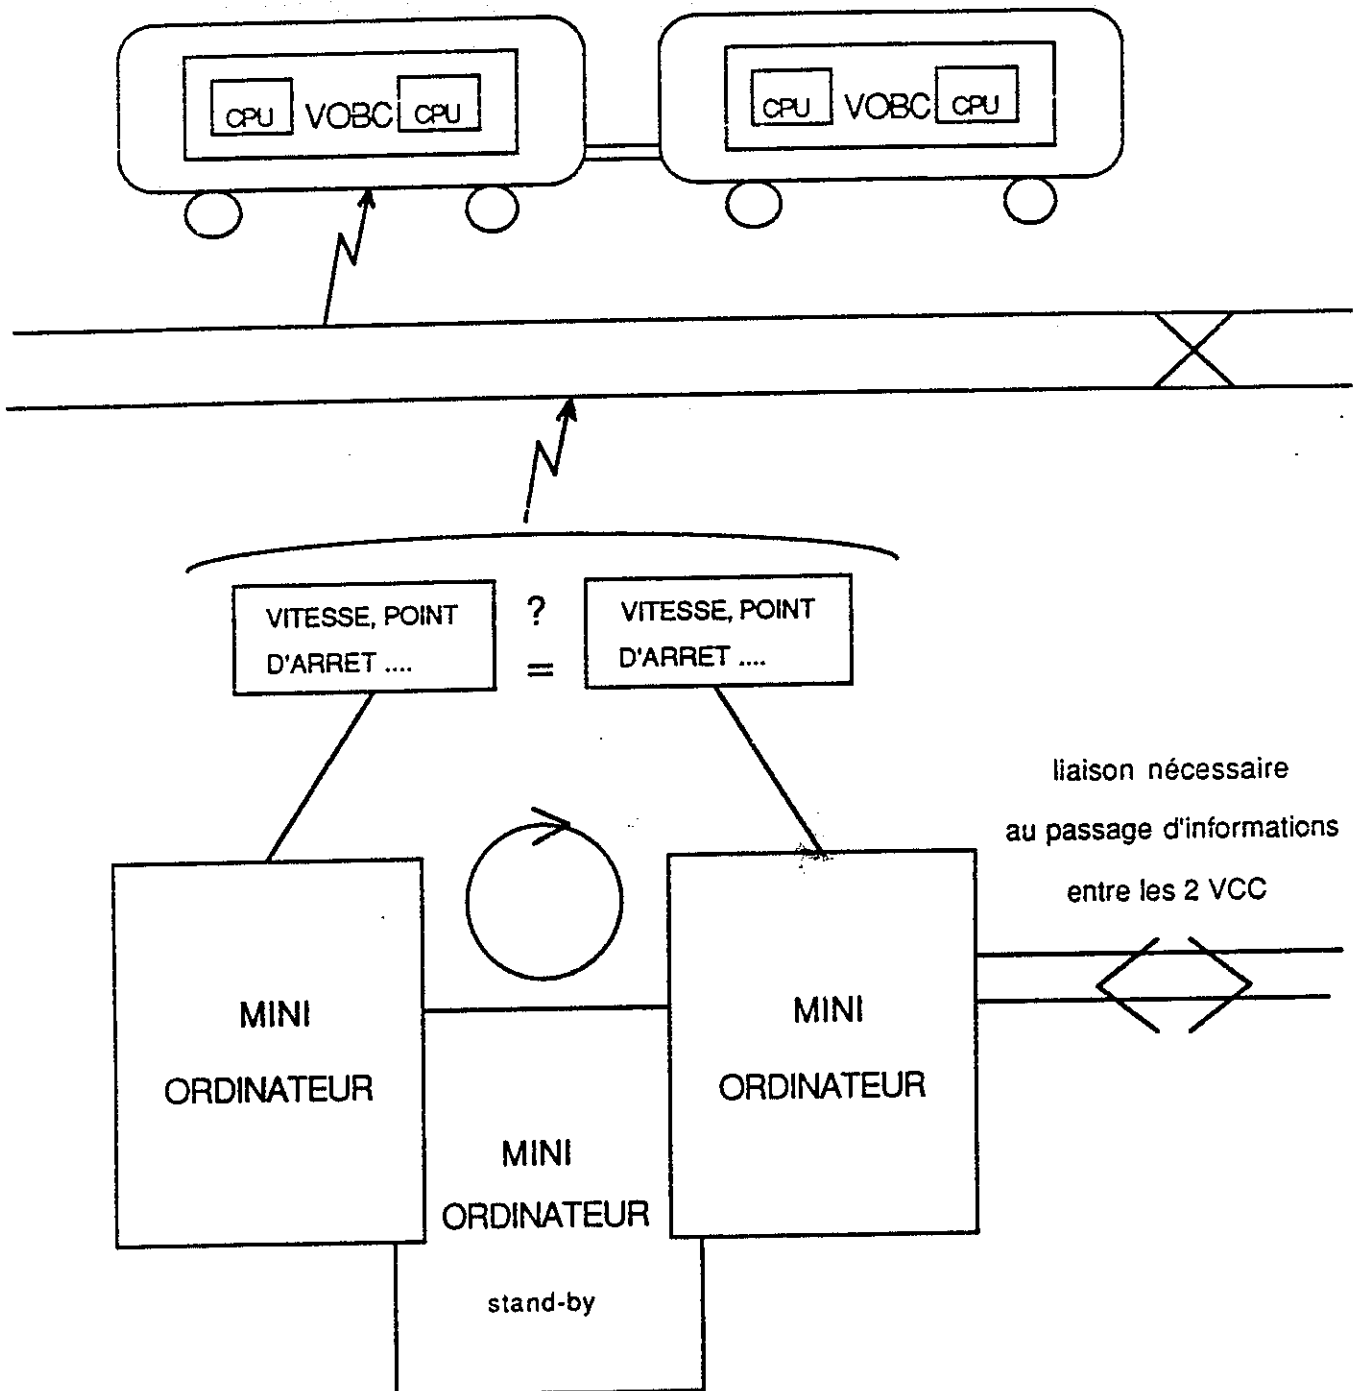 CPU VOBC CPU
CPU VOBC CPU
VITESSE, POINT
D'ARRET ....
?
=
VITESSE, POINT
D'ARRET ....
liaison nécessaire
au passage d'informations
entre les 2 VCC
MINI
ORDINATEUR
MINI
ORDINATEUR
stand-by
MINI
ORDINATEUR